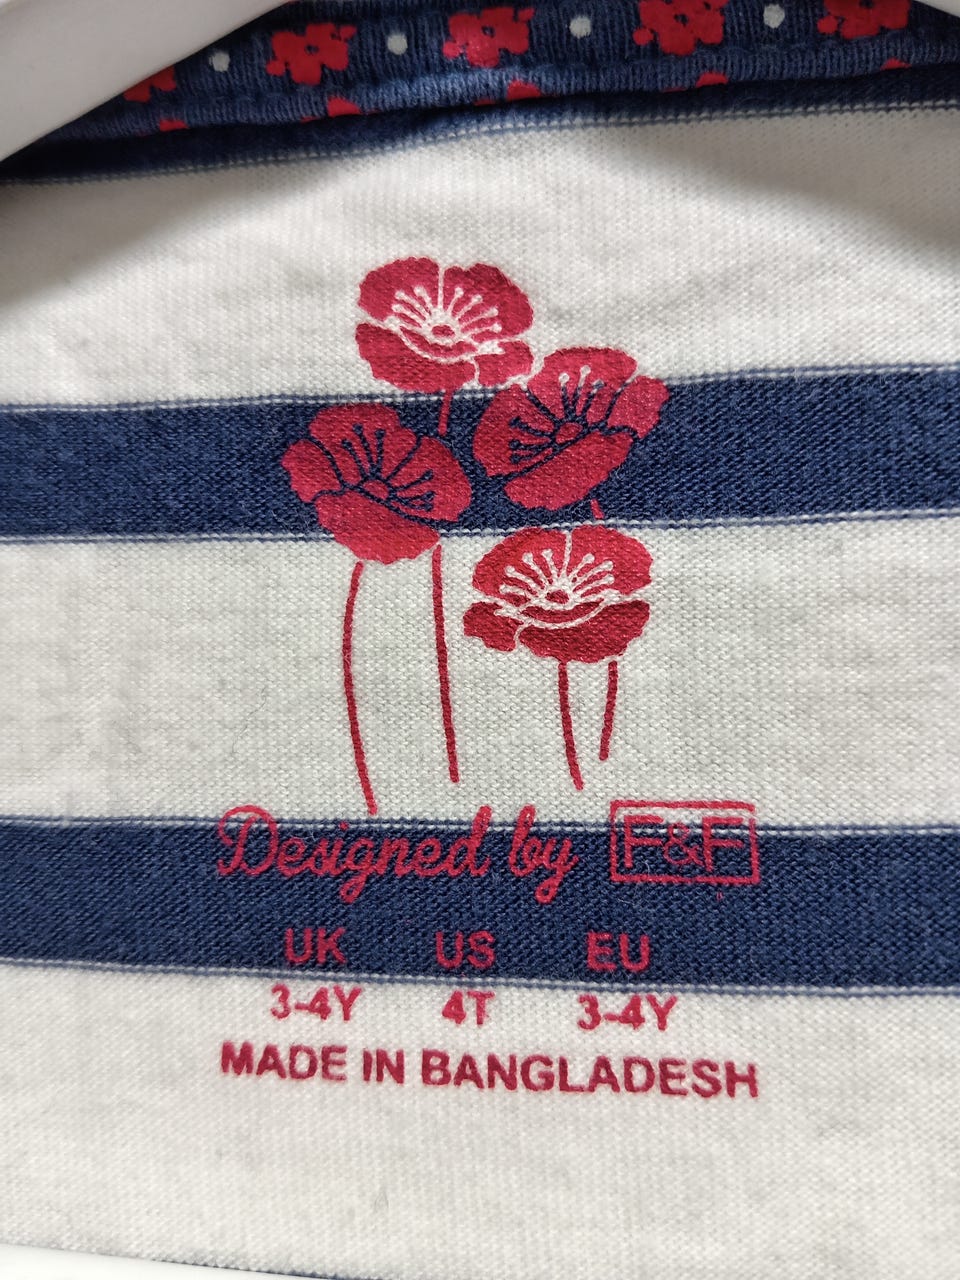 Designed by F&F
UK US EU
3-4Y 4T 3-4Y
MADE IN BANGLADESH